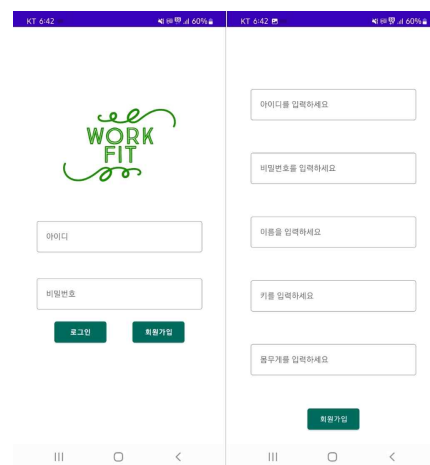 KT 6:42
60%
WORK
FIT
아이디
비밀번호
로그인
회원가입
KT 6:42
60%
아이디를 입력하세요
비밀번호를 입력하세요
이름을 입력하세요
키를 입력하세요
몸무게를 입력하세요
회원가입